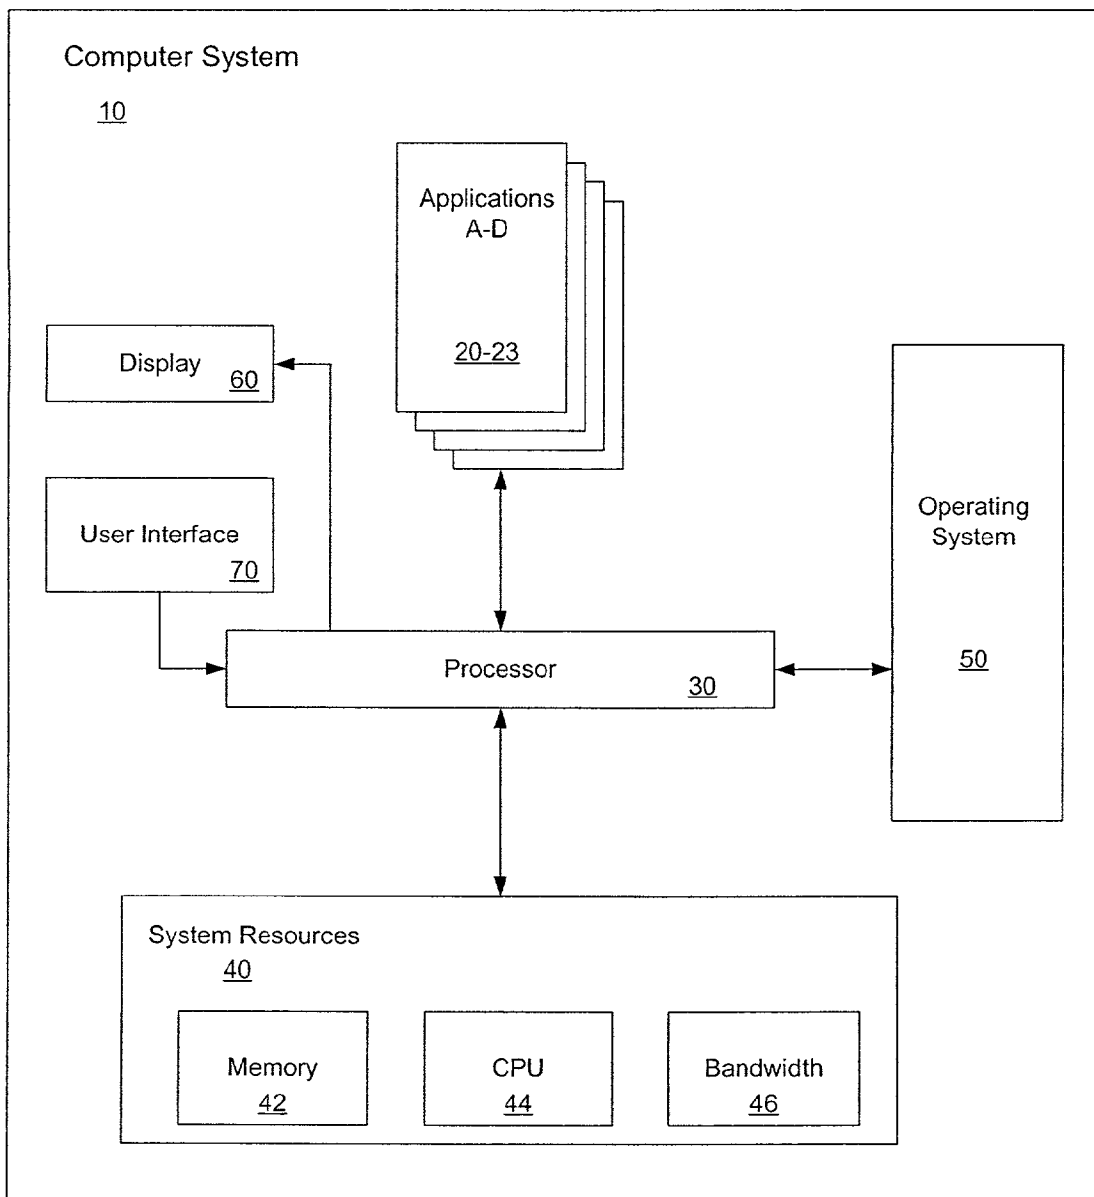 Computer System
10
Applications
A-D
20-23
Display
60
User Interface
70
Operating
System
50
Processor
30
System Resources
40
Memory
42
CPU
44
Bandwidth
46